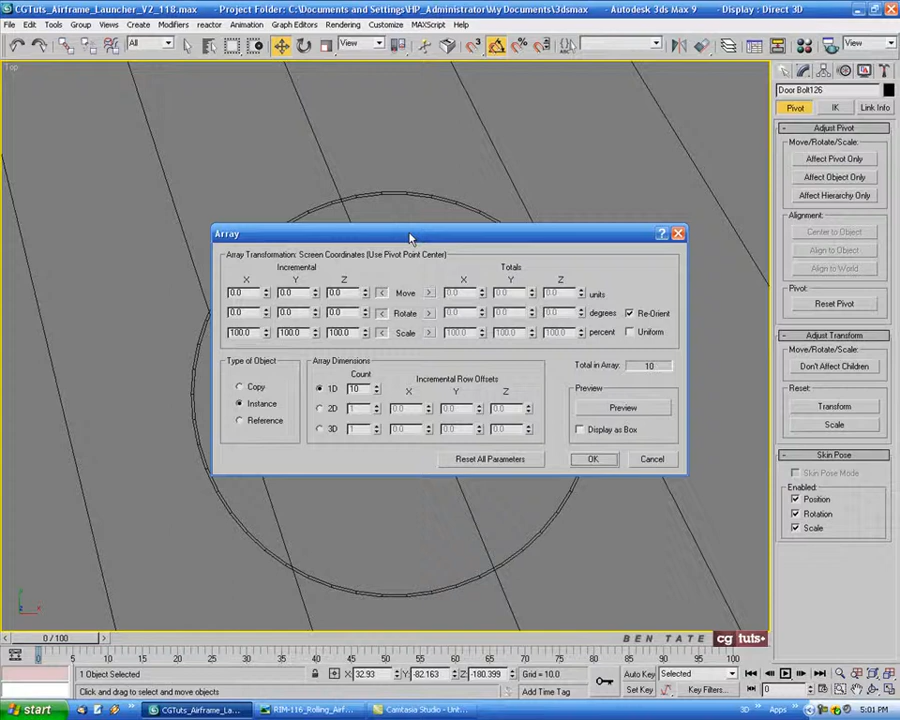 CGTuts_Airframe_Launcher_V2_118.max - Project Folder: C:\Documents and Settings\HP_Administrator\My Documents\3dsmax - Autodesk 3ds Max 9 - Display : Direct 3D
File Edit Tools Group Views Create Modifiers reactor Animation Graph Editors Rendering Customize MAXScript Help
All View View
Top
Door Bolt126
Pivot IK Link Info
- Adjust Pivot
Move/Rotate/Scale:
Affect Pivot Only
Affect Object Only
Affect Hierarchy Only
Alignment:
Center to Object
Align to Object
Align to World
Pivot:
Reset Pivot
- Adjust Transform
Move/Rotate/Scale:
Don't Affect Children
Reset:
Transform
Scale
- Skin Pose
Skin Pose Mode
Enabled:
Position
Rotation
Scale
Array
Array Transformation: Screen Coordinates (Use Pivot Point Center)
Incremental Totals
X Y Z X Y Z
0.0 0.0 0.0 < Move > 0.0 0.0 0.0 units
0.0 0.0 0.0 < Rotate > 0.0 0.0 0.0 degrees Re-Orient
100.0 100.0 100.0 < Scale > 100.0 100.0 100.0 percent Uniform
Type of Object
Copy
Instance
Reference
Array Dimensions
Count Incremental Row Offsets
1D 10 X Y Z
2D 1 0.0 0.0 0.0
3D 1 0.0 0.0 0.0
Total in Array: 10
Preview
Preview
Display as Box
Reset All Parameters OK Cancel
0 / 100
BEN TATE cg tuts+
0 5 10 15 20 25 30 35 40 45 50 55 60 65 70 75 80 85 90 95 100
1 Object Selected X: 32.93 Y: -82.163 Z: -180.399 Grid = 10.0 Auto Key Selected
Click and drag to select and move objects Add Time Tag Set Key Key Filters... 0
start CGTuts_Airframe_La... RIM-116_Rolling_Airf... Camtasia Studio - Unt... 3D Apps 5:01 PM